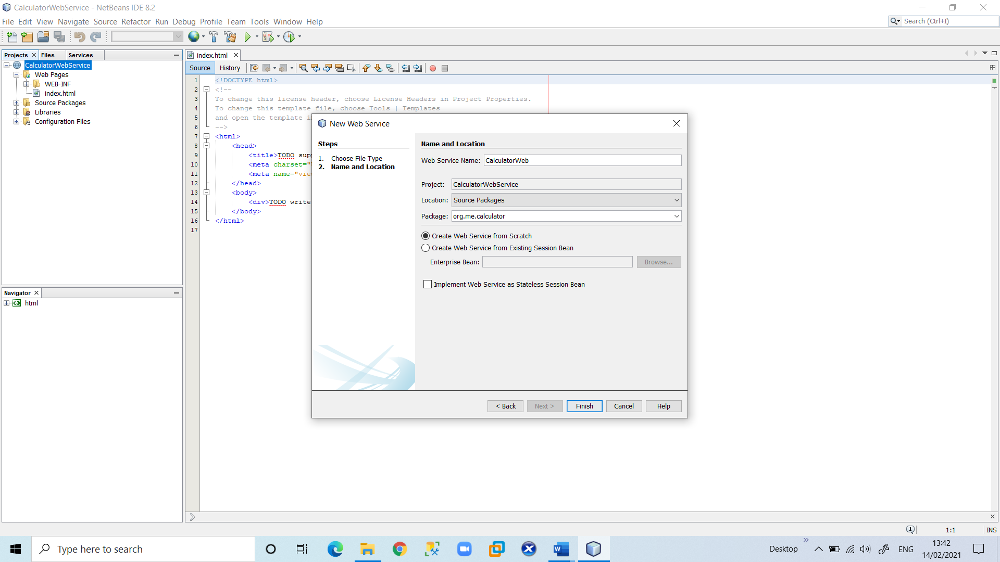 CalculatorWebService - NetBeans IDE 8.2
File Edit View Navigate Source Refactor Run Debug Profile Team Tools Window Help
Search (Ctrl+I)
Projects Files Services
CalculatorWebService
Web Pages
WEB-INF
index.html
Source Packages
Libraries
Configuration Files
Navigator
html
index.html
Source History
1 <!DOCTYPE html>
2 <!--
3 To change this license header, choose License Headers in Project Properties.
4 To change this template file, choose Tools | Templates
5 and open the template i
6 -->
7 <html>
8 <head>
9 <title>TODO sup
10 <meta charset="
11 <meta name="vie
12 </head>
13 <body>
14 <div>TODO write
15 </body>
16 </html>
17
New Web Service
Steps
1. Choose File Type
2. Name and Location
Name and Location
Web Service Name: CalculatorWeb
Project: CalculatorWebService
Location: Source Packages
Package: org.me.calculator
Create Web Service from Scratch
Create Web Service from Existing Session Bean
Enterprise Bean: Browse...
Implement Web Service as Stateless Session Bean
< Back Next > Finish Cancel Help
1:1 INS
Type here to search
Desktop
ENG
13:42
14/02/2021